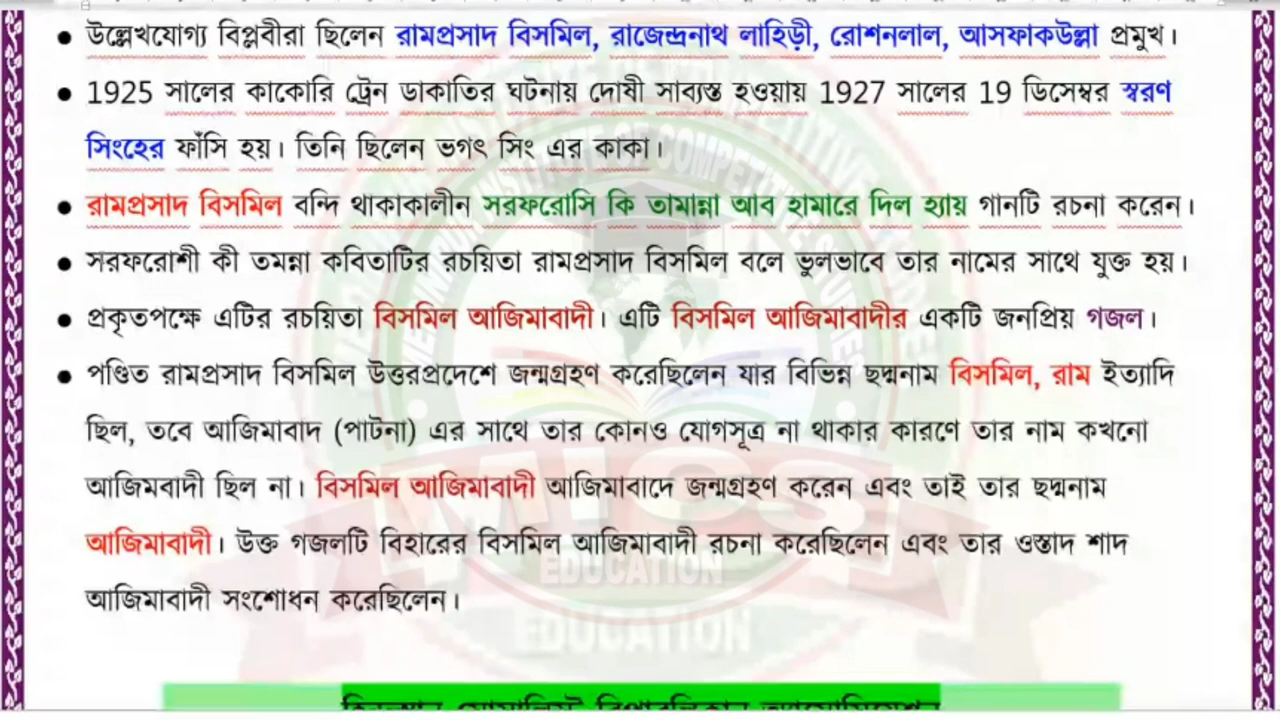 উল্লেখযোগ্য বিপ্লবীরা ছিলেন রামপ্রসাদ বিসমিল, রাজেন্দ্রনাথ লাহিড়ী, রোশনলাল, আসফাকউল্লা প্রমুখ।
1925 সালের কাকোরি ট্রেন ডাকাতির ঘটনায় দোষী সাব্যস্ত হওয়ায় 1927 সালের 19 ডিসেম্বর স্বরণ
সিংহের ফাঁসি হয়। তিনি ছিলেন ভগৎ সিং এর কাকা।
রামপ্রসাদ বিসমিল বন্দি থাকাকালীন সরফরোসি কি তামান্না আব হামারে দিল হ্যায় গানটি রচনা করেন।
সরফরোশী কী তমন্না কবিতাটির রচয়িতা রামপ্রসাদ বিসমিল বলে ভুলভাবে তার নামের সাথে যুক্ত হয়।
প্রকৃতপক্ষে এটির রচয়িতা বিসমিল আজিমাবাদী। এটি বিসমিল আজিমাবাদীর একটি জনপ্রিয় গজল।
পণ্ডিত রামপ্রসাদ বিসমিল উত্তরপ্রদেশে জন্মগ্রহণ করেছিলেন যার বিভিন্ন ছদ্মনাম বিসমিল, রাম ইত্যাদি
ছিল, তবে আজিমাবাদ (পাটনা) এর সাথে তার কোনও যোগসূত্র না থাকার কারণে তার নাম কখনো
আজিমবাদী ছিল না। বিসমিল আজিমাবাদী আজিমাবাদে জন্মগ্রহণ করেন এবং তাই তার ছদ্মনাম
আজিমাবাদী। উক্ত গজলটি বিহারের বিসমিল আজিমাবাদী রচনা করেছিলেন এবং তার ওস্তাদ শাদ
আজিমাবাদী সংশোধন করেছিলেন।
MICS
EDUCATION
EDUCATION